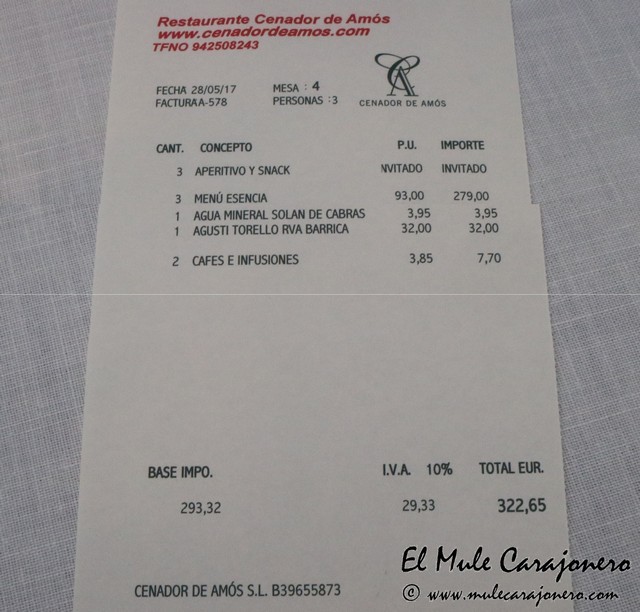 Restaurante Cenador de Amós
www.cenadordeamos.com
TFNO 942508243
FECHA 28/05/17 MESA : 4
FACTURAA-578 PERSONAS :3
CENADOR DE AMÓS
CANT. CONCEPTO P.U. IMPORTE
3 APERITIVO Y SNACK NVITADO INVITADO
3 MENÚ ESENCIA 93,00 279,00
1 AGUA MINERAL SOLAN DE CABRAS 3,95 3,95
1 AGUSTI TORELLO RVA BARRICA 32,00 32,00
2 CAFES E INFUSIONES 3,85 7,70
BASE IMPO. I.V.A. 10% TOTAL EUR.
293,32 29,33 322,65
CENADOR DE AMÓS S.L. B39655873
El Mule Carajonero
© www.mulecarajonero.com